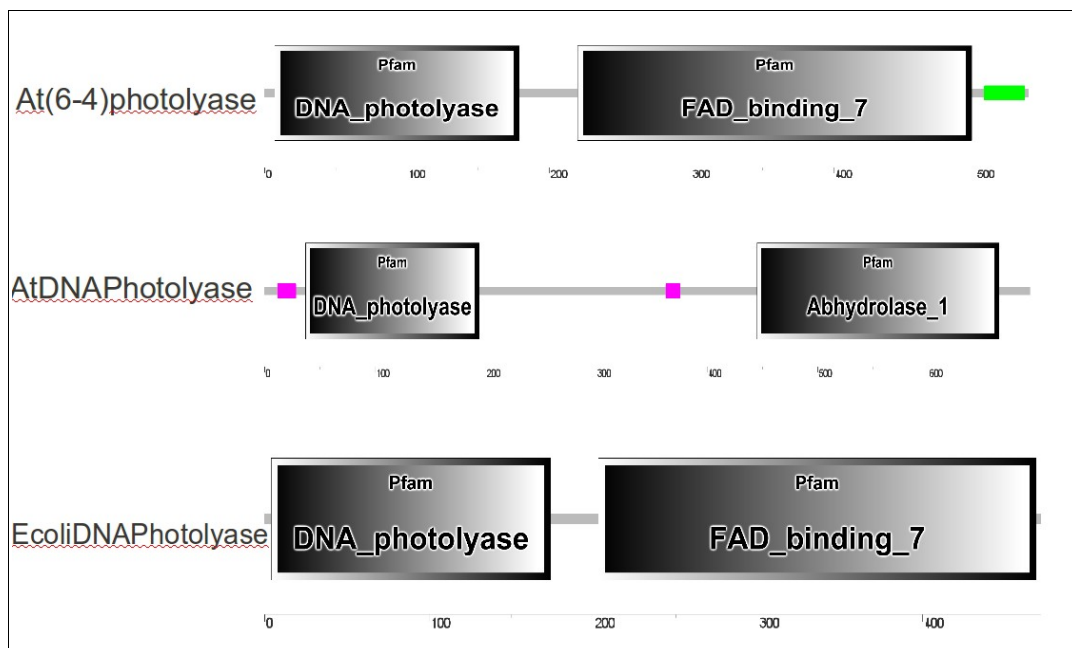 Pfam
Pfam
At(6-4)photolyase
DNA_photolyase
FAD_binding_7
0
100
200
300
400
500
Pfam
Pfam
AtDNAPhotolyase
DNA_photolyase
Abhydrolase_1
0
100
200
300
400
500
600
Pfam
Pfam
EcoliDNAPhotolyase
DNA_photolyase
FAD_binding_7
0
100
200
300
400